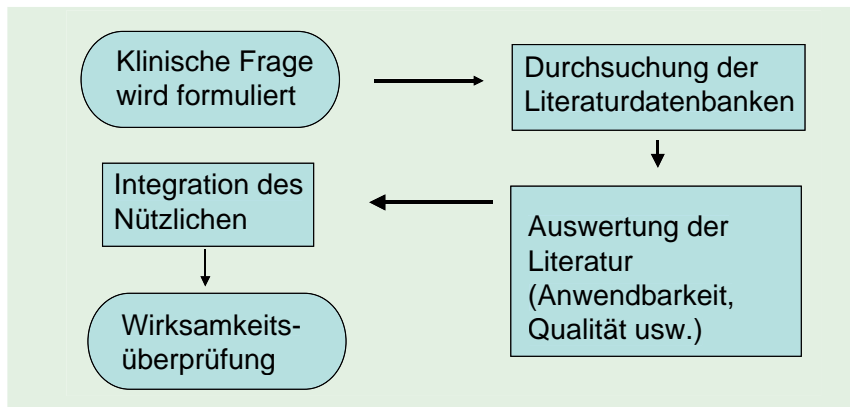 Klinische Frage
wird formuliert
Durchsuchung der
Literaturdatenbanken
Auswertung der
Literatur
(Anwendbarkeit,
Qualität usw.)
Integration des
Nützlichen
Wirksamkeits-
überprüfung